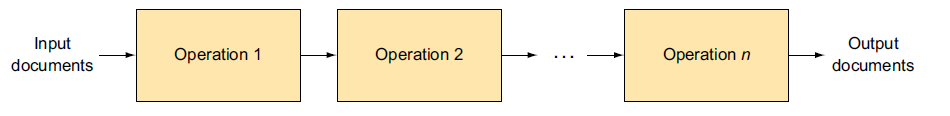 Input
documents
Operation 1
Operation 2
...
Operation n
Output
documents